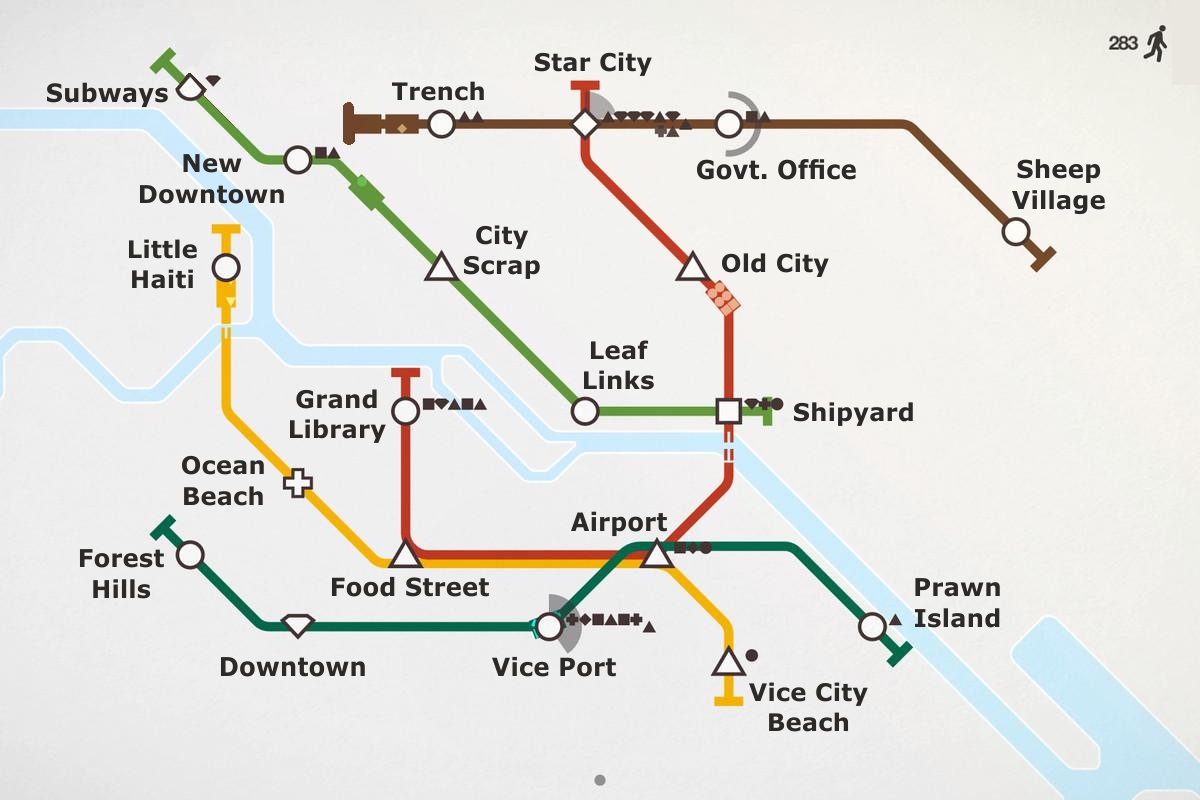 283
Star City
Subways
Trench
New
Downtown
Govt. Office
Sheep
Village
Little
Haiti
City
Scrap
Old City
Leaf
Links
Grand
Library
Shipyard
Ocean
Beach
Airport
Forest
Hills
Food Street
Prawn
Island
Downtown
Vice Port
Vice City
Beach